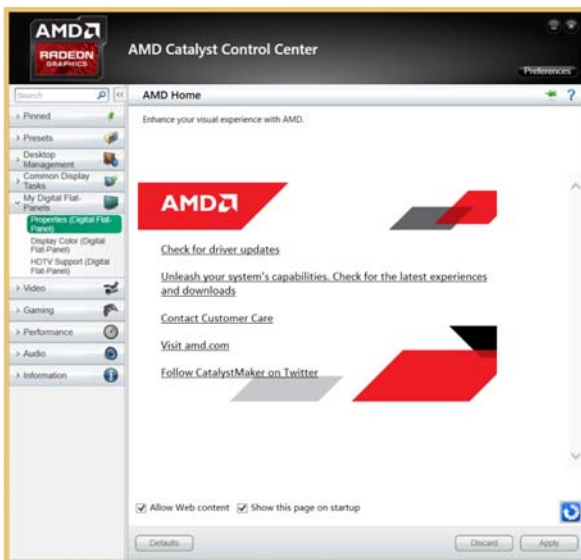 AMD
RADEON
GRAPHICS
AMD Catalyst Control Center
Preferences
Search
AMD Home
Pinned
Presets
Desktop
Management
Common Display
Tasks
My Digital Flat-
Panels
Properties (Digital Flat-
Panel)
Display Color (Digital
Flat-Panel)
HDTV Support (Digital
Flat-Panel)
Video
Gaming
Performance
Audio
Information
Enhance your visual experience with AMD.
AMD
Check for driver updates
Unleash your system's capabilities. Check for the latest experiences
and downloads
Contact Customer Care
Visit amd.com
Follow CatalystMaker on Twitter
Allow Web content
Show this page on startup
Defaults
Discard
Apply